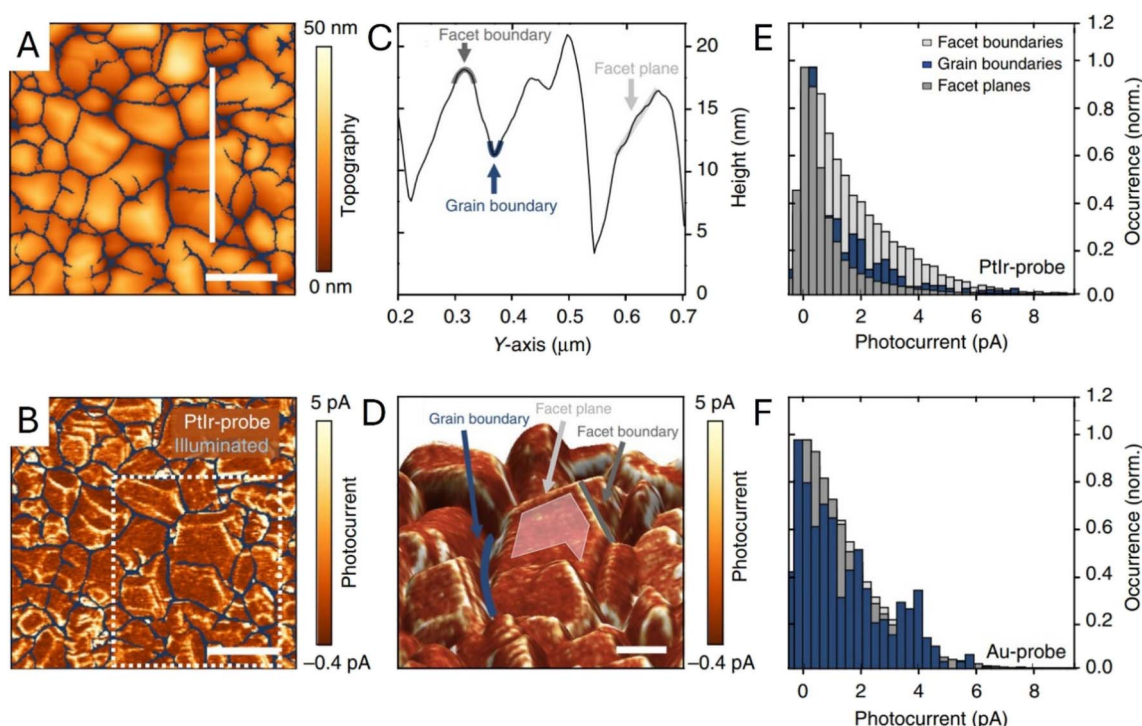 A
50 nm
Topography
0 nm
C
Facet boundary
Facet plane
Grain boundary
20
15
10
5
0
Height (nm)
0.2 0.3 0.4 0.5 0.6 0.7
Y-axis (μm)
E
Facet boundaries
Grain boundaries
Facet planes
1.2
1.0
0.8
0.6
0.4
0.2
0.0
Occurrence (norm.)
PtIr-probe
0 2 4 6 8
Photocurrent (pA)
B
PtIr-probe
Illuminated
5 pA
Photocurrent
–0.4 pA
D
Facet plane
Grain boundary
Facet boundary
5 pA
Photocurrent
–0.4 pA
F
1.2
1.0
0.8
0.6
0.4
0.2
0.0
Occurrence (norm.)
Au-probe
0 2 4 6 8
Photocurrent (pA)